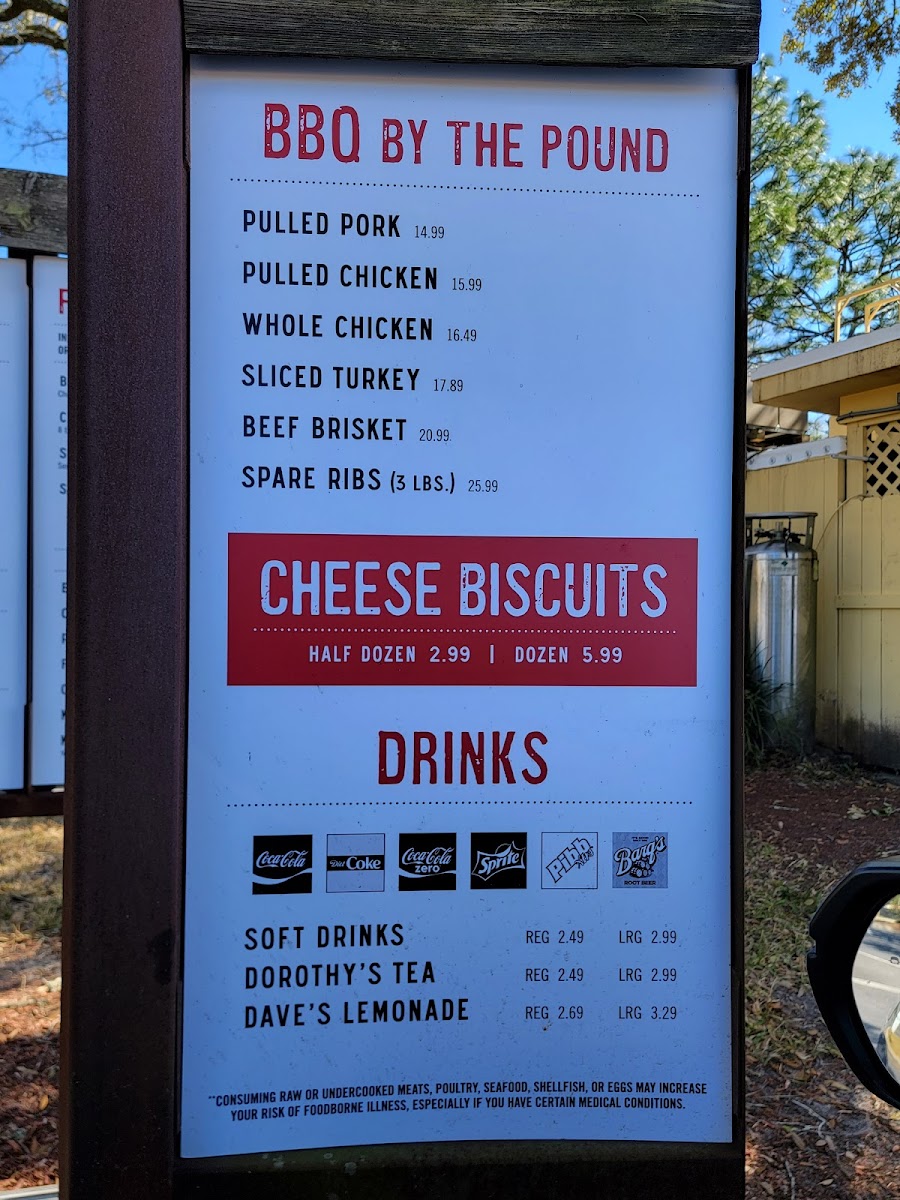 BBQ BY THE POUND
PULLED PORK 14.99
PULLED CHICKEN 15.99
WHOLE CHICKEN 16.49
SLICED TURKEY 17.89
BEEF BRISKET 20.99
SPARE RIBS (3 LBS.) 25.99
CHEESE BISCUITS
HALF DOZEN 2.99 | DOZEN 5.99
DRINKS
Coca-Cola Diet Coke Coca-Cola zero Sprite Pibb Xtra Barq's ROOT BEER
SOFT DRINKS REG 2.49 LRG 2.99
DOROTHY'S TEA REG 2.49 LRG 2.99
DAVE'S LEMONADE REG 2.69 LRG 3.29
**CONSUMING RAW OR UNDERCOOKED MEATS, POULTRY, SEAFOOD, SHELLFISH, OR EGGS MAY INCREASE
YOUR RISK OF FOODBORNE ILLNESS, ESPECIALLY IF YOU HAVE CERTAIN MEDICAL CONDITIONS.